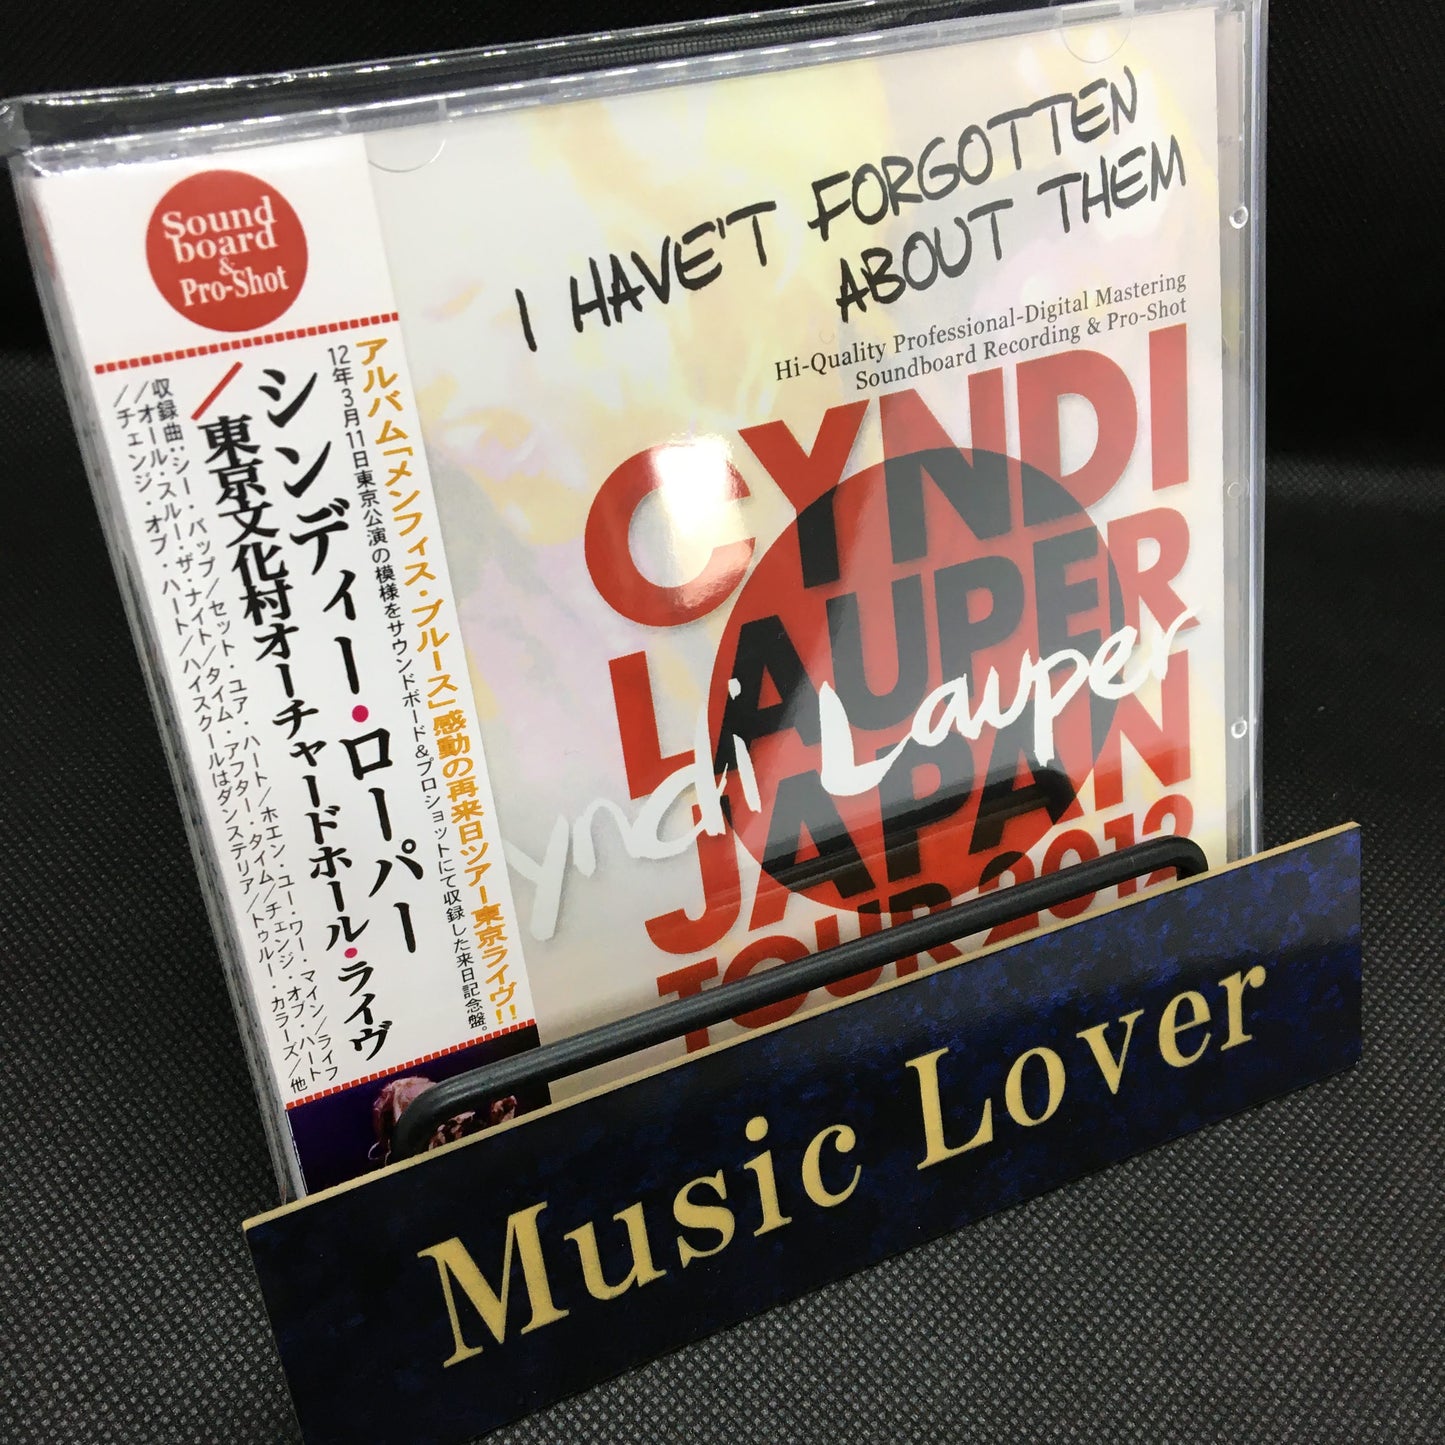 Sound
board
&
Pro-Shot
アルバム「メンフィス・ブルース」感動の再来日ツアー東京ライヴ!!
12年3月11日東京公演の模様をサウンドボード&プロショットにて収録した来日記念盤。
シンディー・ローパー
/東京文化村オーチャードホール・ライヴ
収録曲:シー・バップ/セット・ユア・ハート/ホエン・ユー・ワー・マイン/ライフ
//オール・スルー・ザ・ナイト/タイム・アフター・タイム/チェンジ・オブ・ハート
/チェンジ・オブ・ハート/ハイスクールはダンステリア/トゥルー・カラーズ/他
I HAVE'T FORGOTTEN
ABOUT THEM
Hi-Quality Professional-Digital Mastering
Soundboard Recording & Pro-Shot
CYNDI
LAUPER
JAPAN
TOUR 2012
yndi Lauper
Music Lover